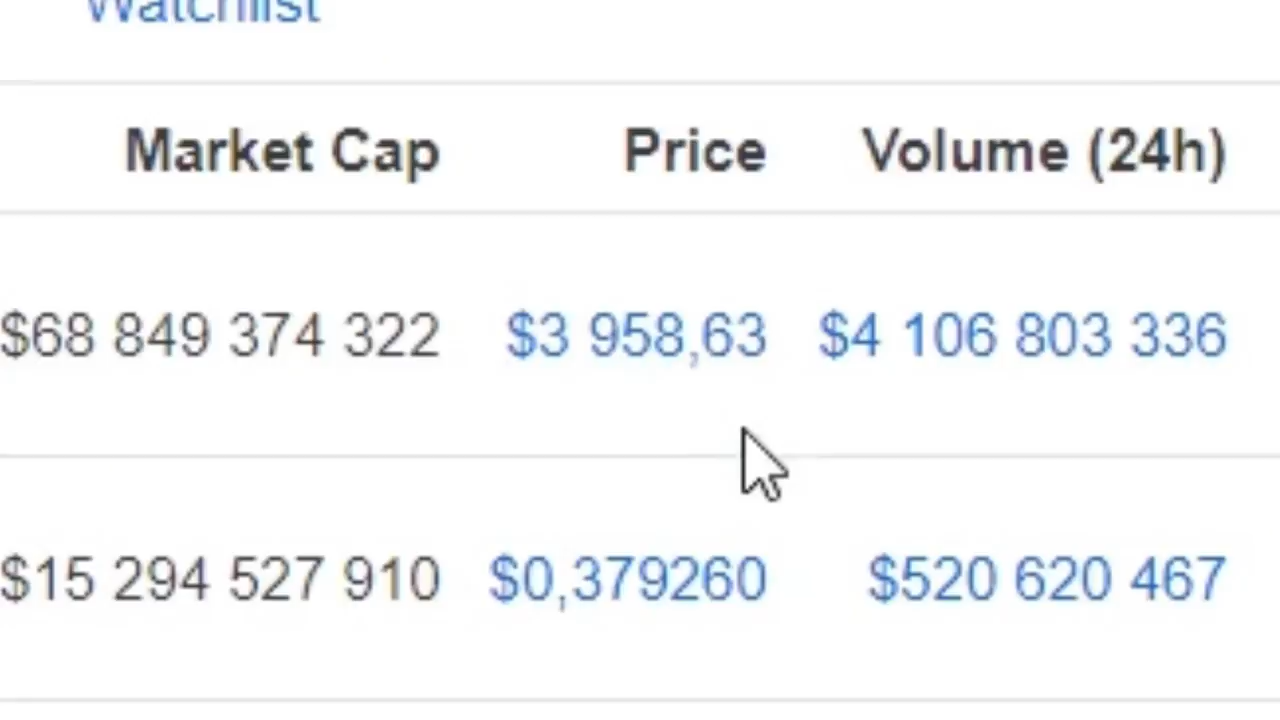 Watchlist
Market Cap Price Volume (24h)
$68 849 374 322 $3 958,63 $4 106 803 336
$15 294 527 910 $0,379260 $520 620 467